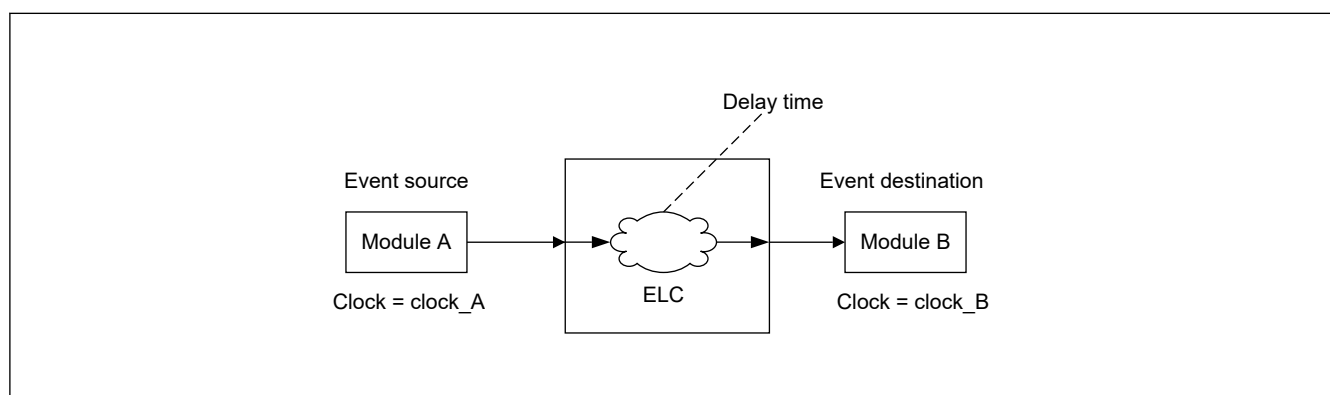 Delay time
Event source
Event destination
Module A
Module B
ELC
Clock = clock_A
Clock = clock_B